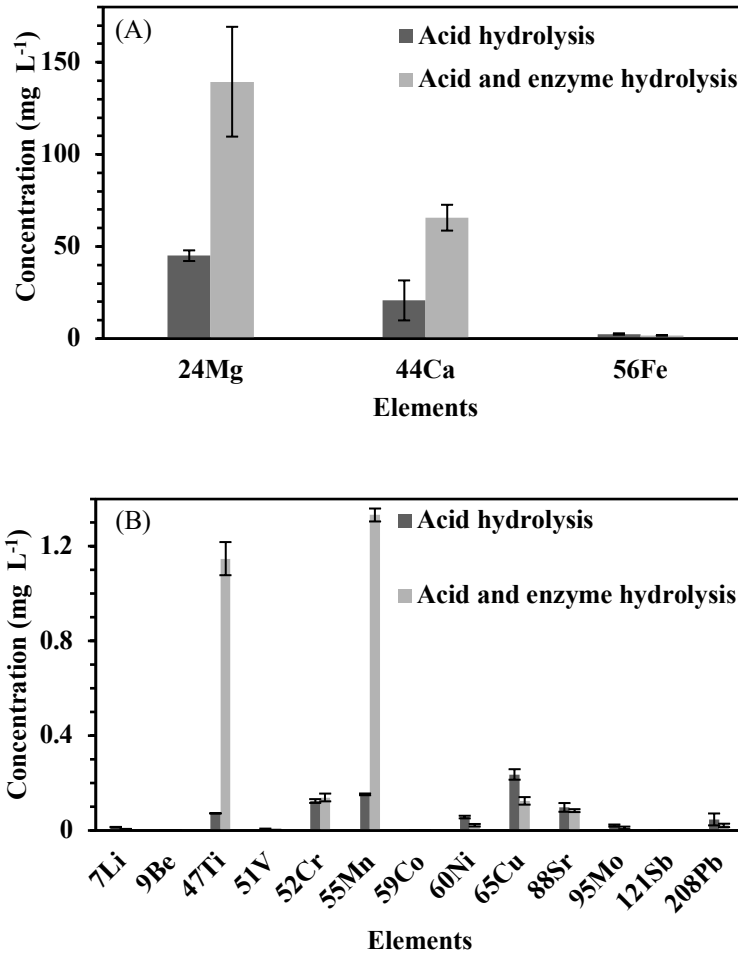 (A)
Acid hydrolysis
Acid and enzyme hydrolysis
Concentration (mg L-1)
150
100
50
0
24Mg 44Ca 56Fe
Elements
(B)
Acid hydrolysis
Acid and enzyme hydrolysis
Concentration (mg L-1)
1.2
0.8
0.4
0
7Li 9Be 47Ti 51V 52Cr 55Mn 59Co 60Ni 65Cu 88Sr 95Mo 121Sb 208Pb
Elements